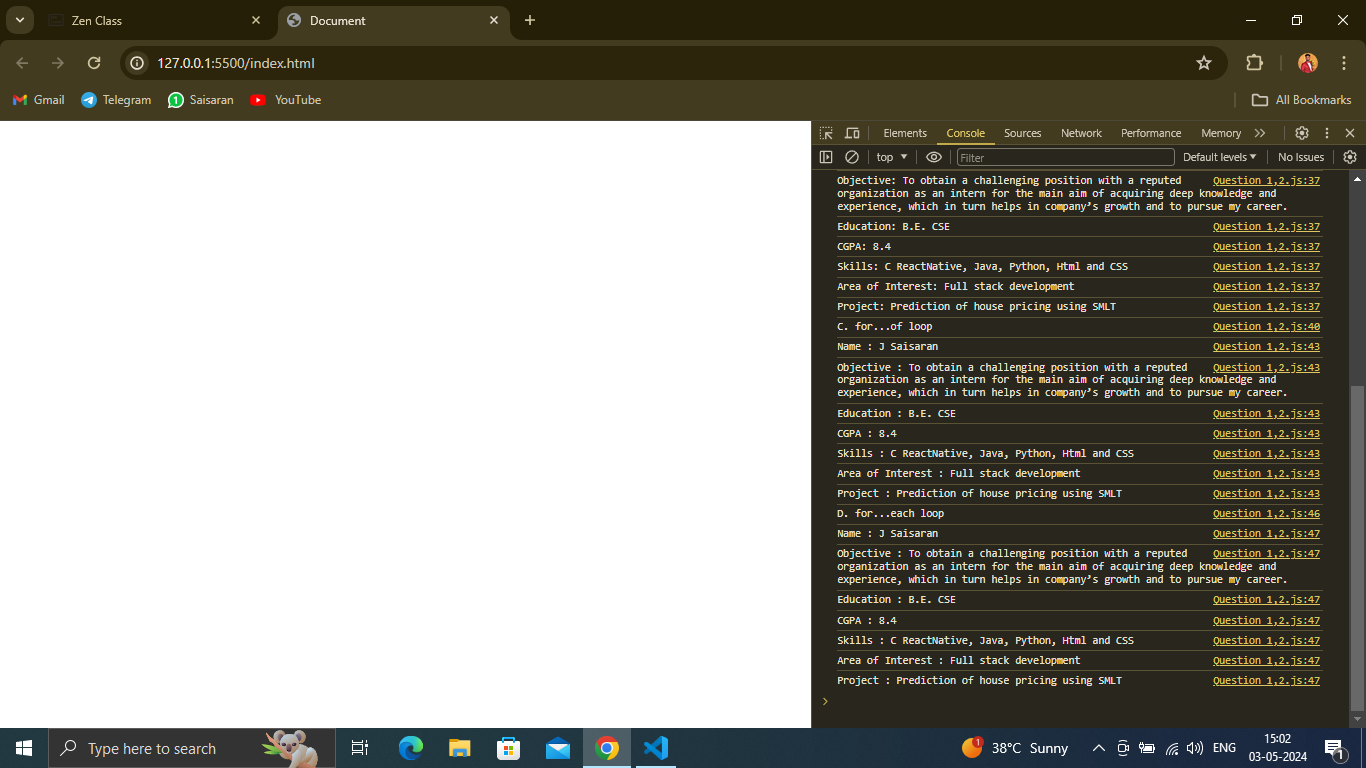 Zen Class
Document
127.0.0.1:5500/index.html
Gmail
Telegram
1
Saisaran
YouTube
All Bookmarks
Elements
Console
Sources
Network
Performance
Memory
top
Filter
Default levels
No Issues
Objective: To obtain a challenging position with a reputed Question 1,2.js:37
organization as an intern for the main aim of acquiring deep knowledge and
experience, which in turn helps in company's growth and to pursue my career.
Education: B.E. CSE Question 1,2.js:37
CGPA: 8.4 Question 1,2.js:37
Skills: C ReactNative, Java, Python, Html and CSS Question 1,2.js:37
Area of Interest: Full stack development Question 1,2.js:37
Project: Prediction of house pricing using SMLT Question 1,2.js:37
C. for...of loop Question 1,2.js:40
Name : J Saisaran Question 1,2.js:43
Objective : To obtain a challenging position with a reputed Question 1,2.js:43
organization as an intern for the main aim of acquiring deep knowledge and
experience, which in turn helps in company's growth and to pursue my career.
Education : B.E. CSE Question 1,2.js:43
CGPA : 8.4 Question 1,2.js:43
Skills : C ReactNative, Java, Python, Html and CSS Question 1,2.js:43
Area of Interest : Full stack development Question 1,2.js:43
Project : Prediction of house pricing using SMLT Question 1,2.js:43
D. for...each loop Question 1,2.js:46
Name : J Saisaran Question 1,2.js:47
Objective : To obtain a challenging position with a reputed Question 1,2.js:47
organization as an intern for the main aim of acquiring deep knowledge and
experience, which in turn helps in company's growth and to pursue my career.
Education : B.E. CSE Question 1,2.js:47
CGPA : 8.4 Question 1,2.js:47
Skills : C ReactNative, Java, Python, Html and CSS Question 1,2.js:47
Area of Interest : Full stack development Question 1,2.js:47
Project : Prediction of house pricing using SMLT Question 1,2.js:47
Type here to search
1
38°C Sunny
ENG
15:02
03-05-2024
1